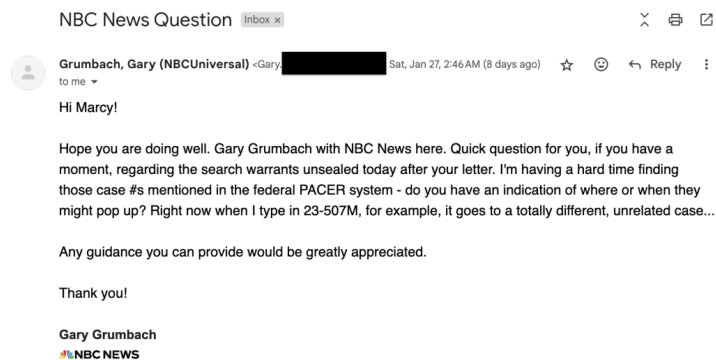 NBC News Question Inbox ×
Grumbach, Gary (NBCUniversal) <Gary. Sat, Jan 27, 2:46 AM (8 days ago) Reply
to me
Hi Marcy!
Hope you are doing well. Gary Grumbach with NBC News here. Quick question for you, if you have a
moment, regarding the search warrants unsealed today after your letter. I'm having a hard time finding
those case #s mentioned in the federal PACER system - do you have an indication of where or when they
might pop up? Right now when I type in 23-507M, for example, it goes to a totally different, unrelated case...
Any guidance you can provide would be greatly appreciated.
Thank you!
Gary Grumbach
NBC NEWS